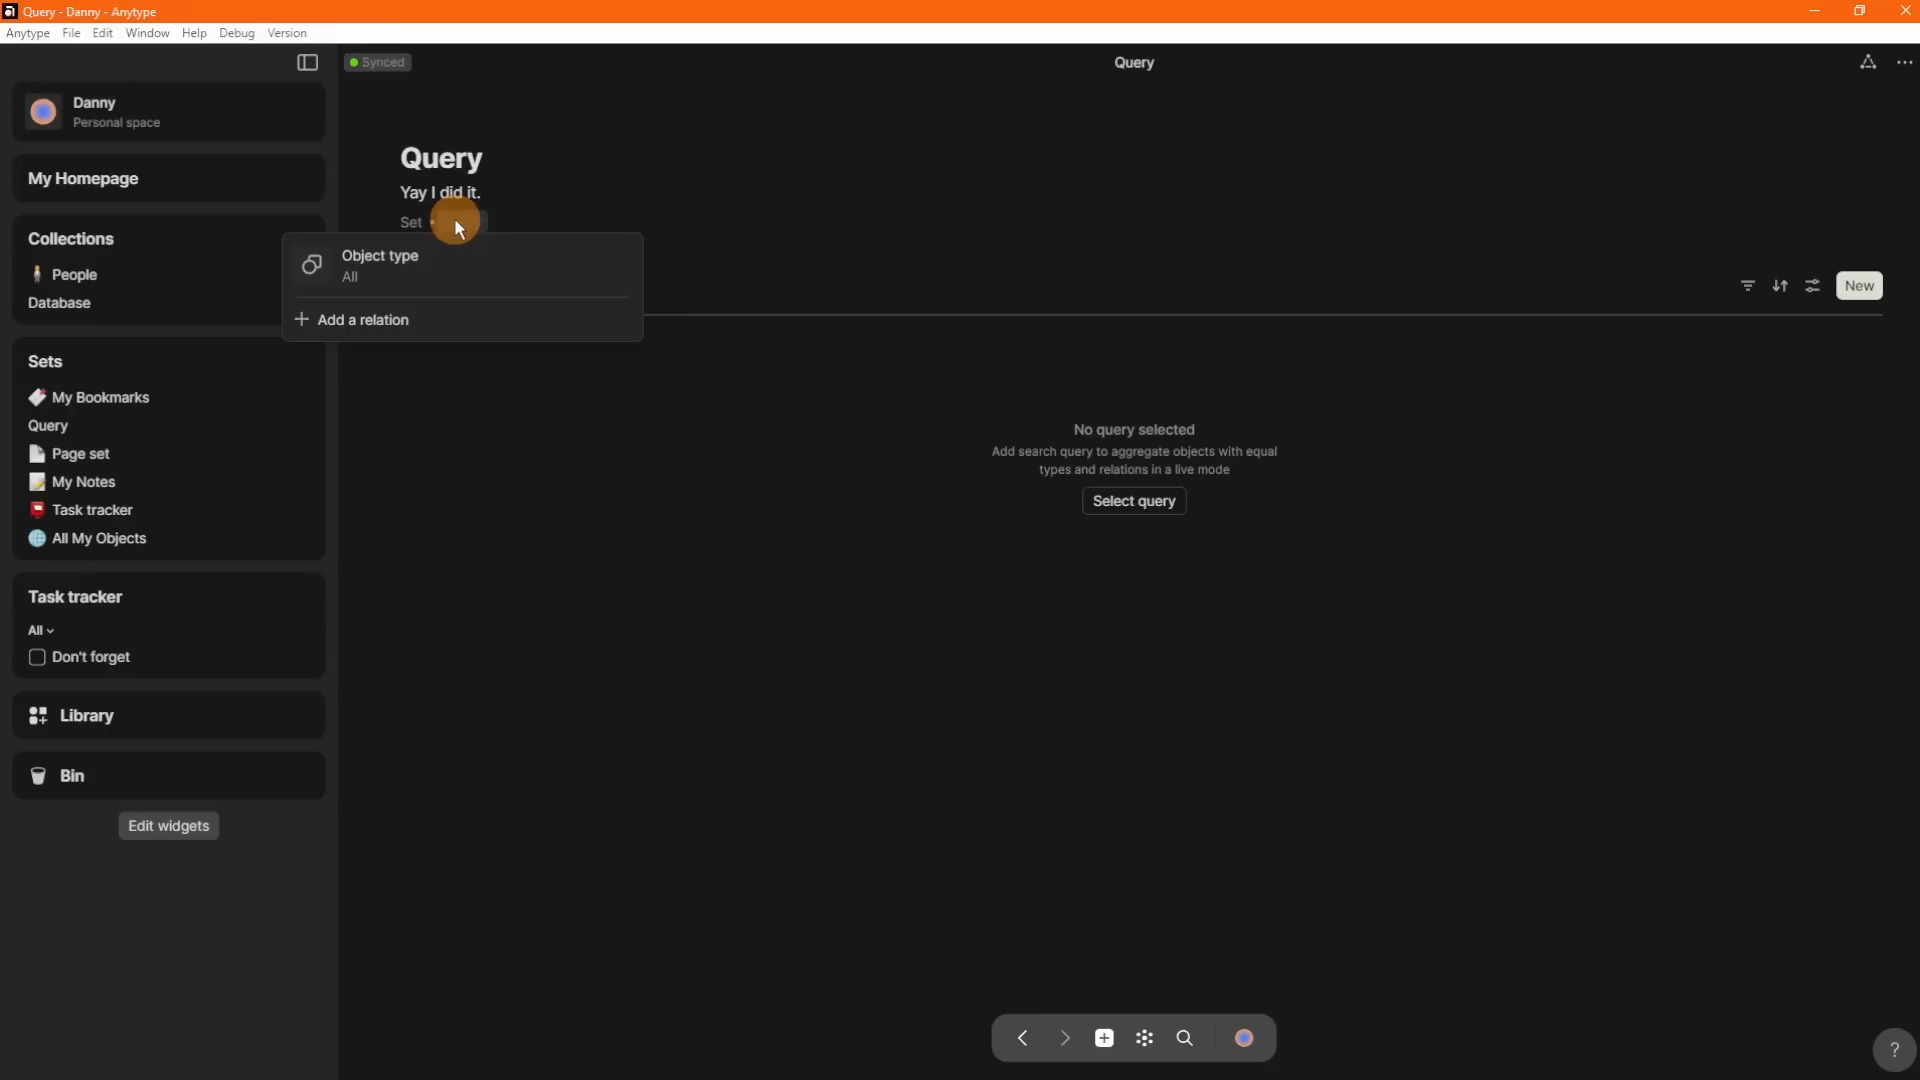 Query - Danny - Anytype
Anytype File Edit Window Help Debug Version
Synced
Query
Danny
Personal space
My Homepage
Collections
People
Database
Sets
My Bookmarks
Query
Page set
My Notes
Task tracker
All My Objects
Task tracker
All
Don't forget
Library
Bin
Edit widgets
Query
Yay I did it.
Set
Object type
All
+ Add a relation
New
No query selected
Add search query to aggregate objects with equal
types and relations in a live mode
Select query
?